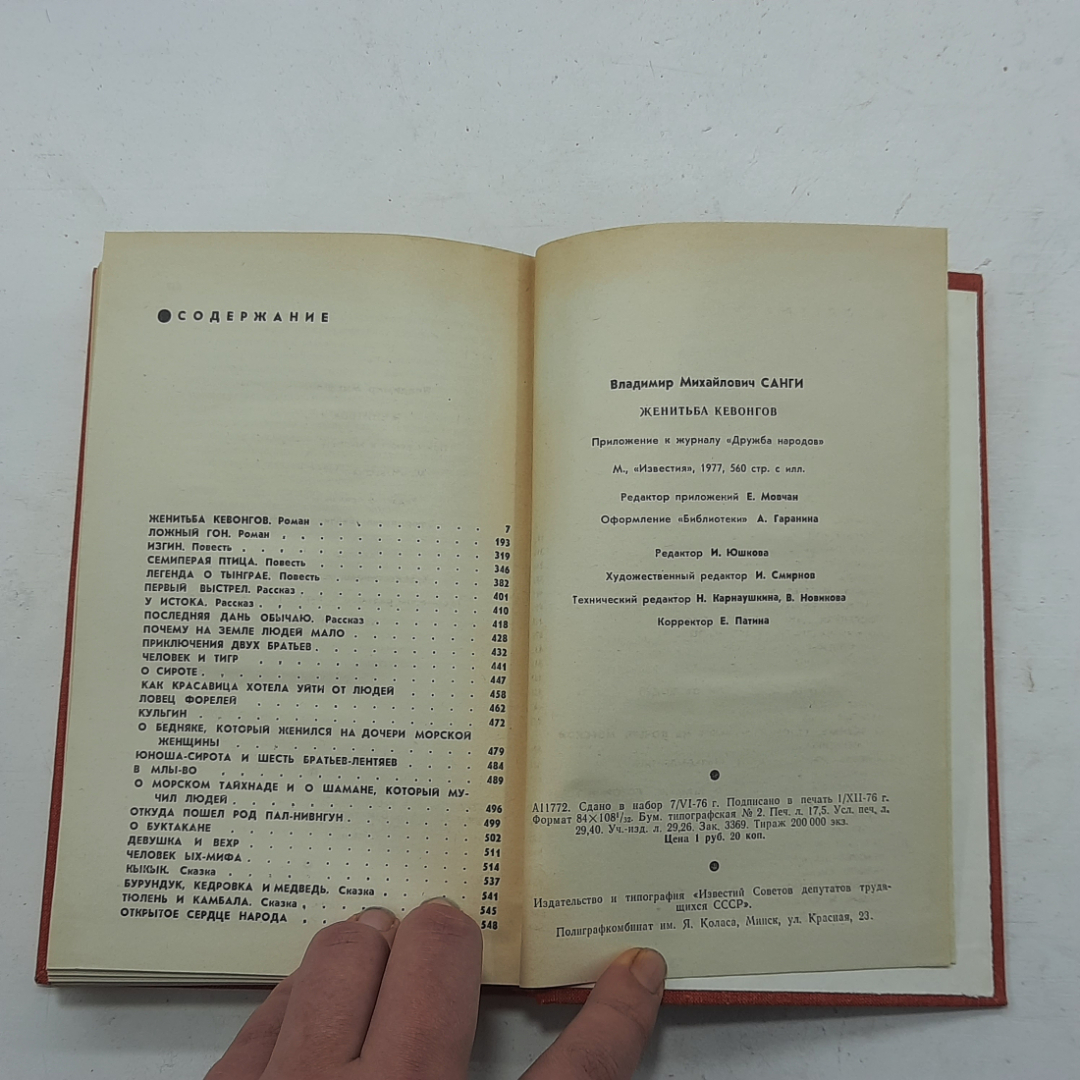 СОДЕРЖАНИЕ
ЖЕНИТЬБА КЕВОНГОВ. Роман . . . . . . . . 7
ЛОЖНЫЙ ГОН. Роман . . . . . . . . 193
ИЗГИН. Повесть . . . . . . . . 319
СЕМИПЕРАЯ ПТИЦА. Повесть . . . . . . . . 346
ЛЕГЕНДА О ТЫНГРАЕ. Повесть . . . . . . . . 382
ПЕРВЫЙ ВЫСТРЕЛ. Рассказ . . . . . . . . 401
У ИСТОКА. Рассказ . . . . . . . . 410
ПОСЛЕДНЯЯ ДАНЬ ОБЫЧАЮ. Рассказ . . . . . 418
ПОЧЕМУ НА ЗЕМЛЕ ЛЮДЕЙ МАЛО . . . . . . 428
ПРИКЛЮЧЕНИЯ ДВУХ БРАТЬЕВ . . . . . . . 432
ЧЕЛОВЕК И ТИГР . . . . . . . . 441
О СИРОТЕ . . . . . . . . 447
КАК КРАСАВИЦА ХОТЕЛА УЙТИ ОТ ЛЮДЕЙ . . . . 458
ЛОВЕЦ ФОРЕЛЕЙ . . . . . . . . 462
КУЛЬГИН . . . . . . . . 472
О БЕДНЯКЕ, КОТОРЫЙ ЖЕНИЛСЯ НА ДОЧЕРИ МОРСКОЙ
ЖЕНЩИНЫ . . . . . . . . 479
ЮНОША-СИРОТА И ШЕСТЬ БРАТЬЕВ-ЛЕНТЯЕВ . . . . 484
В МЛЫ-ВО . . . . . . . . 489
О МОРСКОМ ТАЙХНАДЕ И О ШАМАНЕ, КОТОРЫЙ МУ-
ЧИЛ ЛЮДЕЙ . . . . . . . . 496
ОТКУДА ПОШЕЛ РОД ПАЛ-НИВНГУН . . . . . . 499
О БУКТАКАНЕ . . . . . . . . 502
ДЕВУШКА И ВЕХР . . . . . . . . 511
ЧЕЛОВЕК ЫХ-МИФА . . . . . . . . 514
КЫКЫК. Сказка . . . . . . . . 537
БУРУНДУК, КЕДРОВКА И МЕДВЕДЬ. Сказка . . . . 541
ТЮЛЕНЬ И КАМБАЛА. Сказка . . . . . . 545
ОТКРЫТОЕ СЕРДЦЕ НАРОДА . . . . . . 548
Владимир Михайлович САНГИ
ЖЕНИТЬБА КЕВОНГОВ
Приложение к журналу «Дружба народов»
М., «Известия», 1977, 560 стр. с илл.
Редактор приложений Е. Мовчан
Оформление «Библиотеки» А. Гаранина
Редактор И. Юшкова
Художественный редактор И. Смирнов
Технический редактор Н. Карнаушкина, В. Новикова
Корректор Е. Патина
А11772. Сдано в набор 7/VI-76 г. Подписано в печать 1/XII-76 г.
Формат 84×108¹/₃₂. Бум. типографская № 2. Печ. л. 17,5. Усл. печ. л.
29,40. Уч.-изд. л. 29,26. Зак. 3369. Тираж 200 000 экз.
Цена 1 руб. 20 коп.
Издательство и типография «Известий Советов депутатов трудя-
щихся СССР».
Полиграфкомбинат им. Я. Коласа, Минск, ул. Красная, 23.